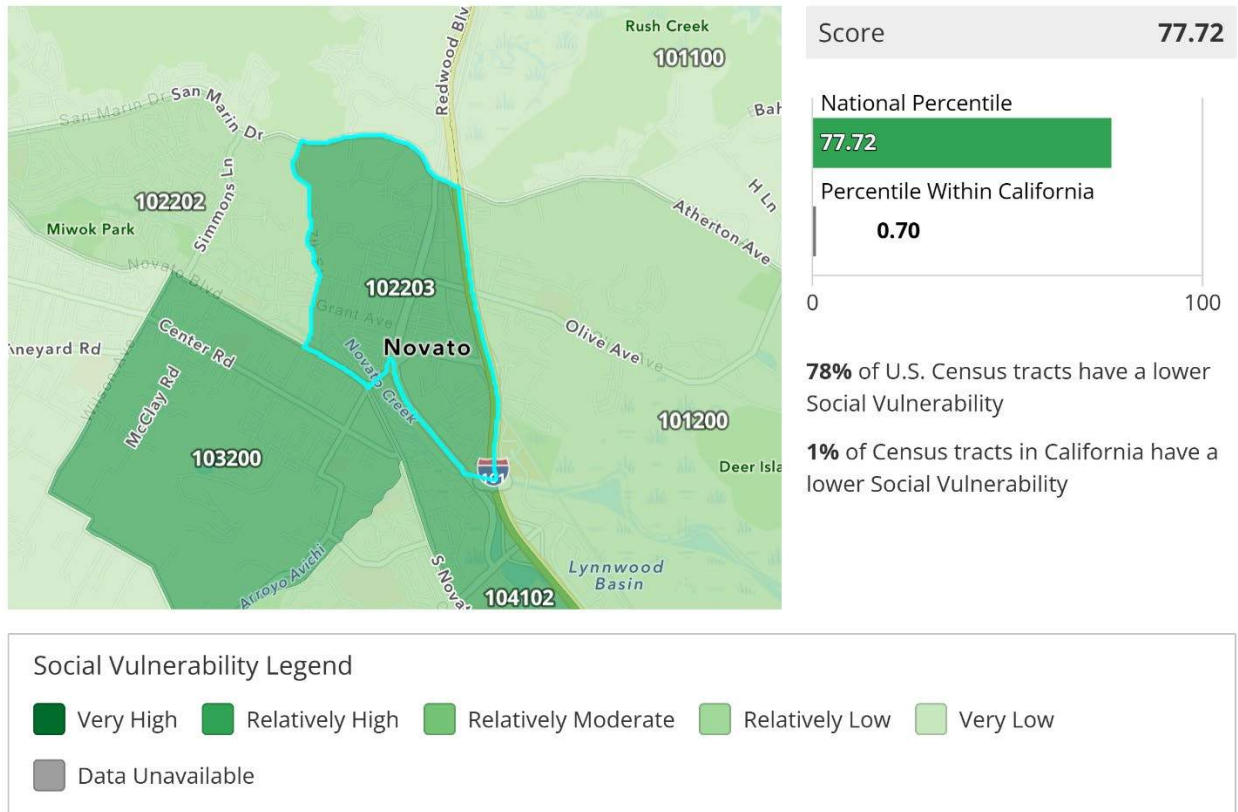 Rush Creek
101100
Redwood Blv
San Marin Dr
San Marin Dr
Bah
H Ln
102202
Simmons Ln
Miwok Park
Atherton Ave
Novato Blvd
102203
Grant Ave
Center Rd
Novato
Olive Ave
ineyard Rd
Novato Creek
McClay Rd
101200
103200
Deer Isla
101
Lynnwood
Basin
Arroyo Avichi
S Novat
104102
Score 77.72
National Percentile
77.72
Percentile Within California
0.70
0 100
78% of U.S. Census tracts have a lower
Social Vulnerability
1% of Census tracts in California have a
lower Social Vulnerability
Social Vulnerability Legend
Very High Relatively High Relatively Moderate Relatively Low Very Low
Data Unavailable